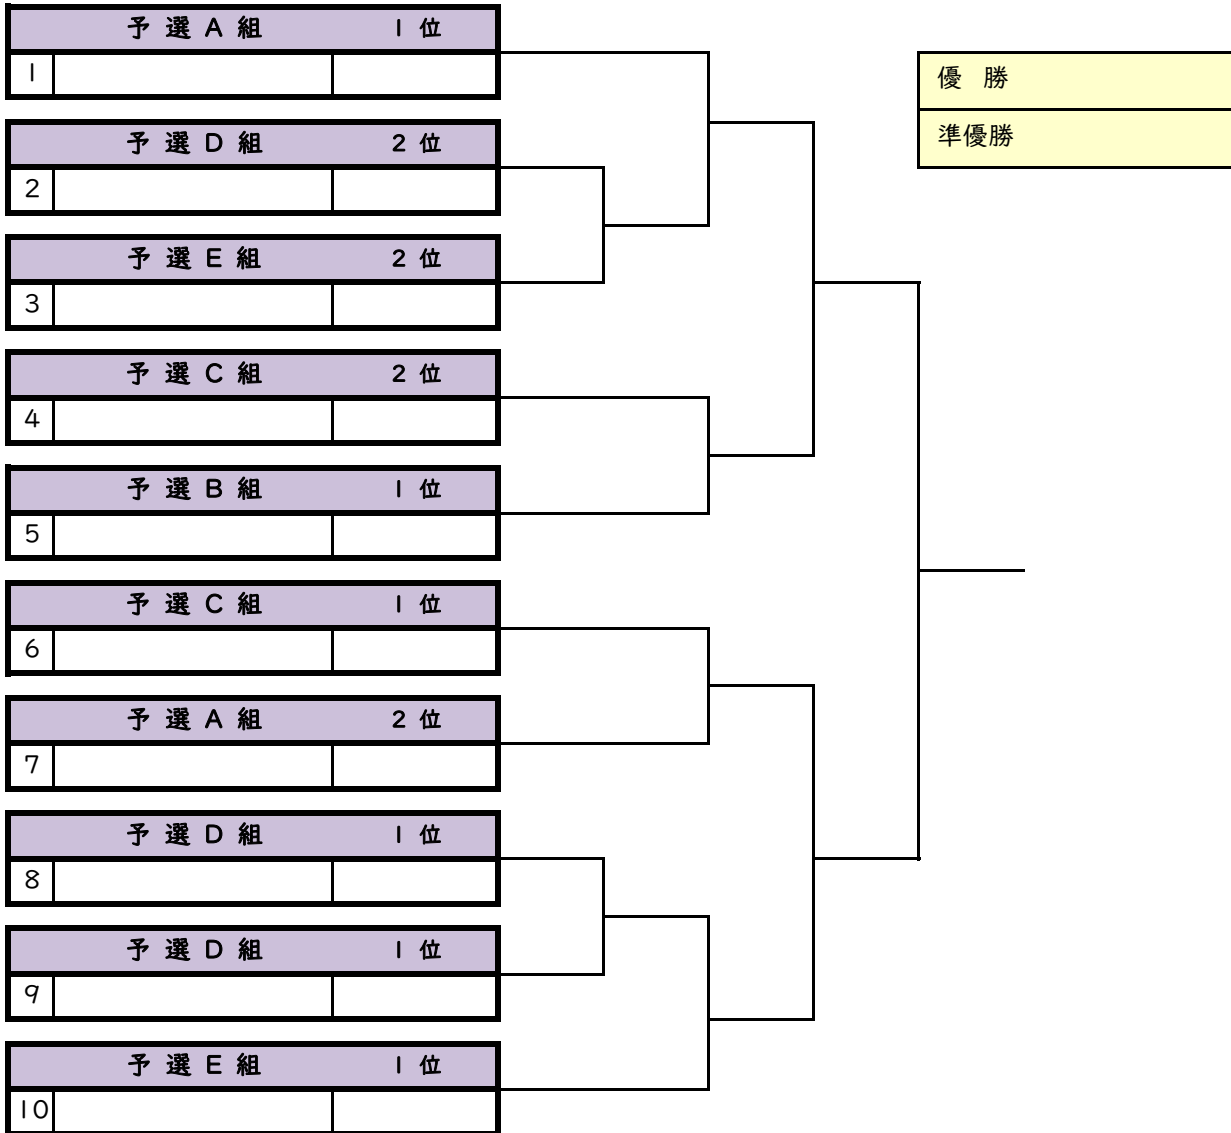 予 選 A 組 1 位
1
優 勝
準優勝
予 選 D 組 2 位
2
予 選 E 組 2 位
3
予 選 C 組 2 位
4
予 選 B 組 1 位
5
予 選 C 組 1 位
6
予 選 A 組 2 位
7
予 選 D 組 1 位
8
予 選 D 組 1 位
9
予 選 E 組 1 位
10